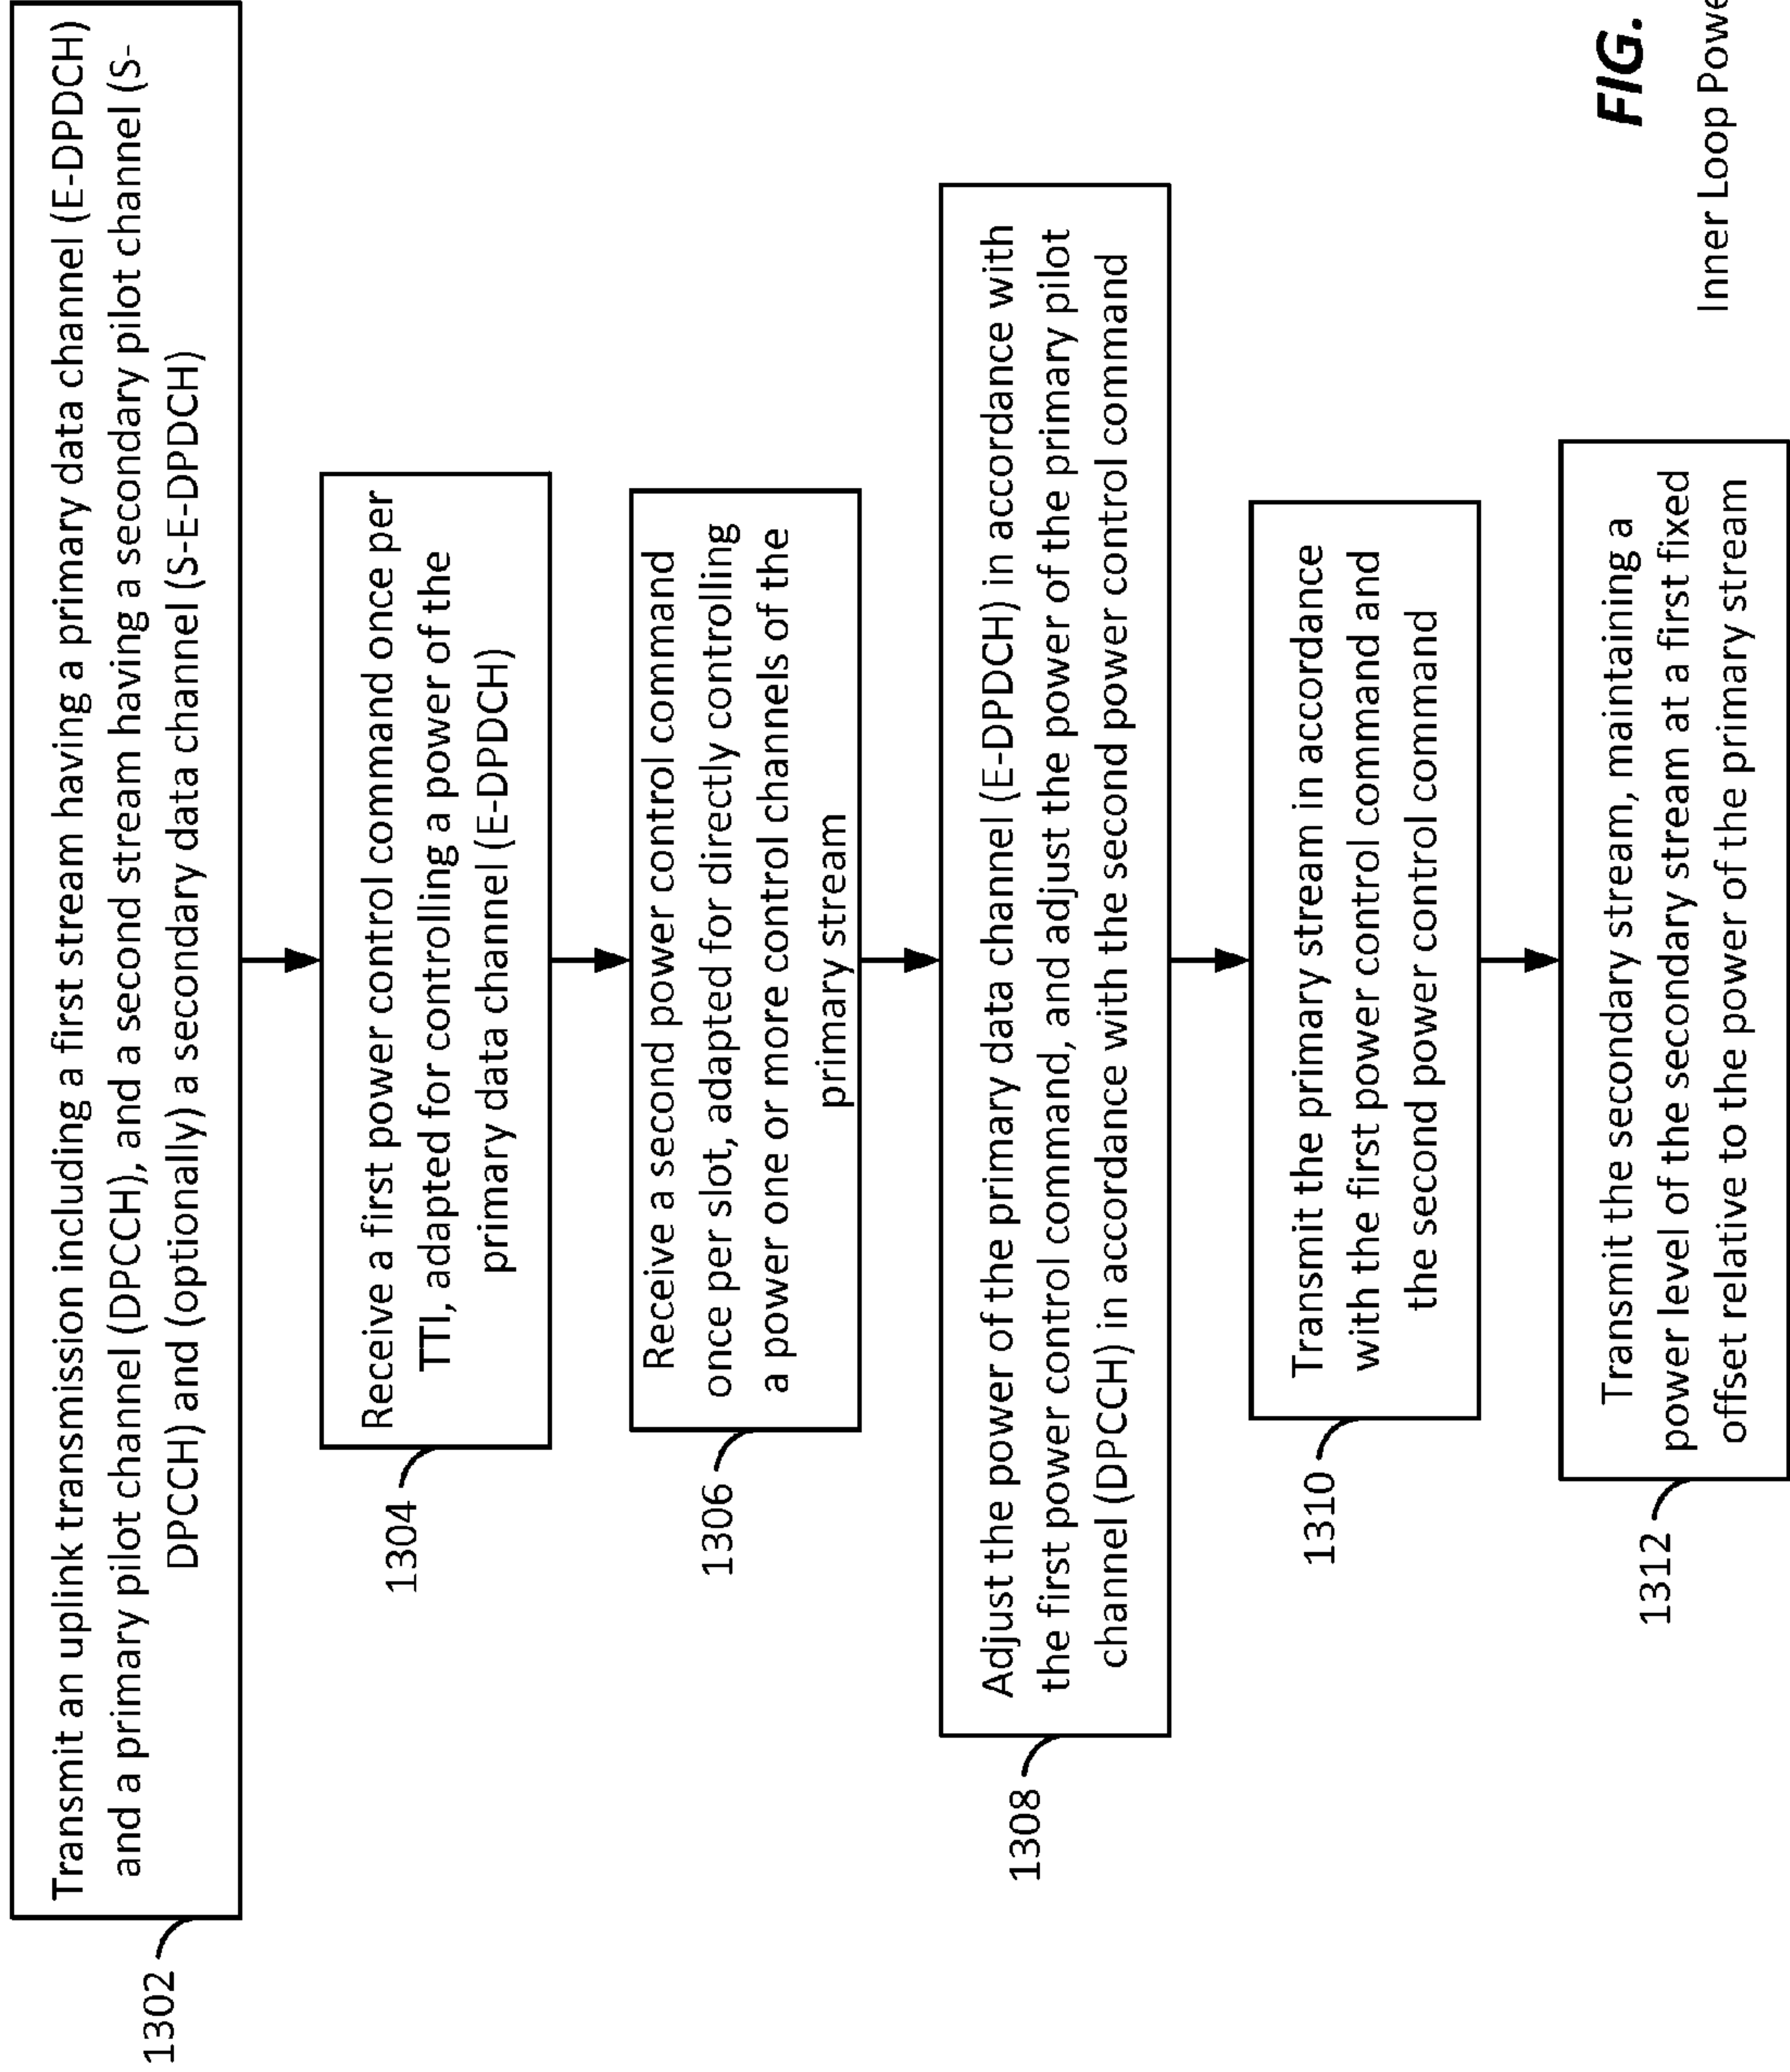 Transmit an uplink transmission including a first stream having a primary data channel (E-DPDCH)
and a primary pilot channel (DPCCH), and a second stream having a secondary pilot channel (S-
DPCCH) and (optionally) a secondary data channel (S-E-DPDCH)
1302
Receive a first power control command once per
TTI, adapted for controlling a power of the
primary data channel (E-DPDCH)
1304
Receive a second power control command
once per slot, adapted for directly controlling
a power one or more control channels of the
primary stream
1306
Adjust the power of the primary data channel (E-DPDCH) in accordance with
the first power control command, and adjust the power of the primary pilot
channel (DPCCH) in accordance with the second power control command
1308
Transmit the primary stream in accordance
with the first power control command and
the second power control command
1310
Transmit the secondary stream, maintaining a
power level of the secondary stream at a first fixed
offset relative to the power of the primary stream
1312
FIG.
Inner Loop